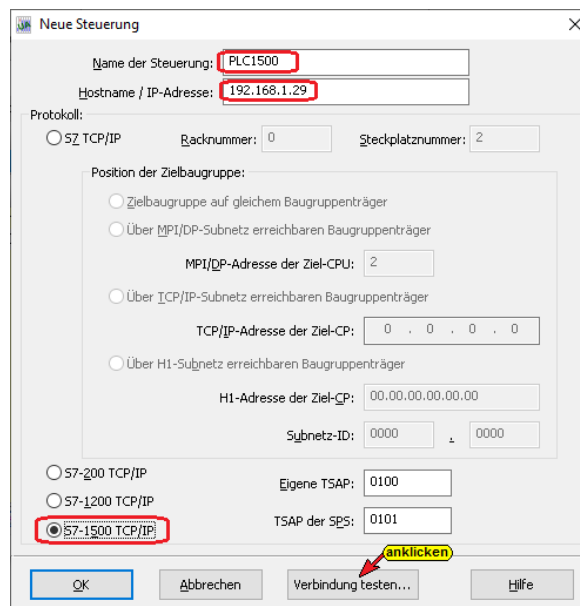 Neue Steuerung
Name der Steuerung: PLC1500
Hostname / IP-Adresse: 192.168.1.29
Protokoll:
S7 TCP/IP Racknummer: 0 Steckplatznummer: 2
Position der Zielbaugruppe:
Zielbaugruppe auf gleichem Baugruppenträger
Über MPI/DP-Subnetz erreichbaren Baugruppenträger
MPI/DP-Adresse der Ziel-CPU: 2
Über TCP/IP-Subnetz erreichbaren Baugruppenträger
TCP/IP-Adresse der Ziel-CP: 0 . 0 . 0 . 0
Über H1-Subnetz erreichbaren Baugruppenträger
H1-Adresse der Ziel-CP: 00.00.00.00.00.00
Subnetz-ID: 0000 . 0000
S7-200 TCP/IP
Eigene TSAP: 0100
S7-1200 TCP/IP
S7-1500 TCP/IP
TSAP der SPS: 0101
anklicken
OK Abbrechen Verbindung testen... Hilfe